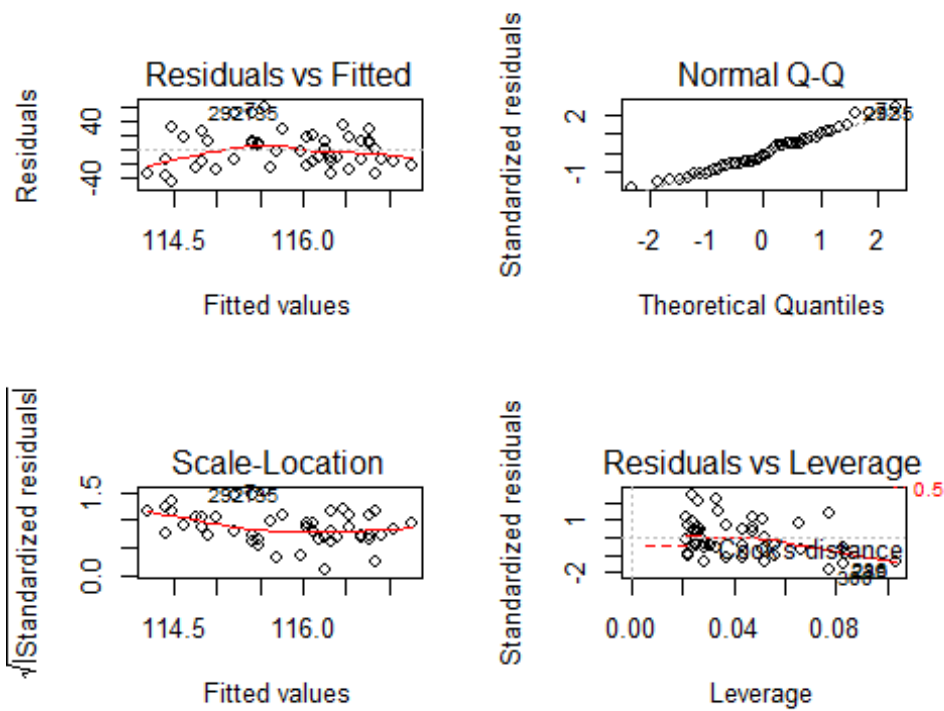 Residuals vs Fitted
Residuals
40
-40
114.5 116.0
Fitted values
Normal Q-Q
Standardized residuals
2
-1
-2 -1 0 1 2
Theoretical Quantiles
Scale-Location
√|Standardized residuals|
1.5
0.0
114.5 116.0
Fitted values
Residuals vs Leverage
Standardized residuals
1
-2
0.5
Cook's distance
0.00 0.04 0.08
Leverage